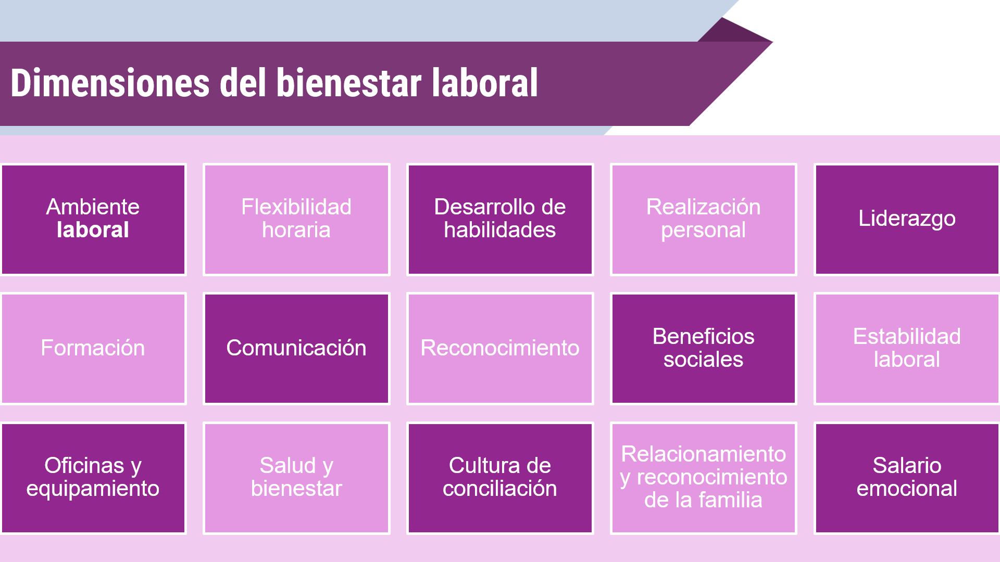 Dimensiones del bienestar laboral
Ambiente
laboral
Flexibilidad
horaria
Desarrollo de
habilidades
Realización
personal
Liderazgo
Formación
Comunicación
Reconocimiento
Beneficios
sociales
Estabilidad
laboral
Oficinas y
equipamiento
Salud y
bienestar
Cultura de
conciliación
Relacionamiento
y reconocimiento
de la familia
Salario
emocional